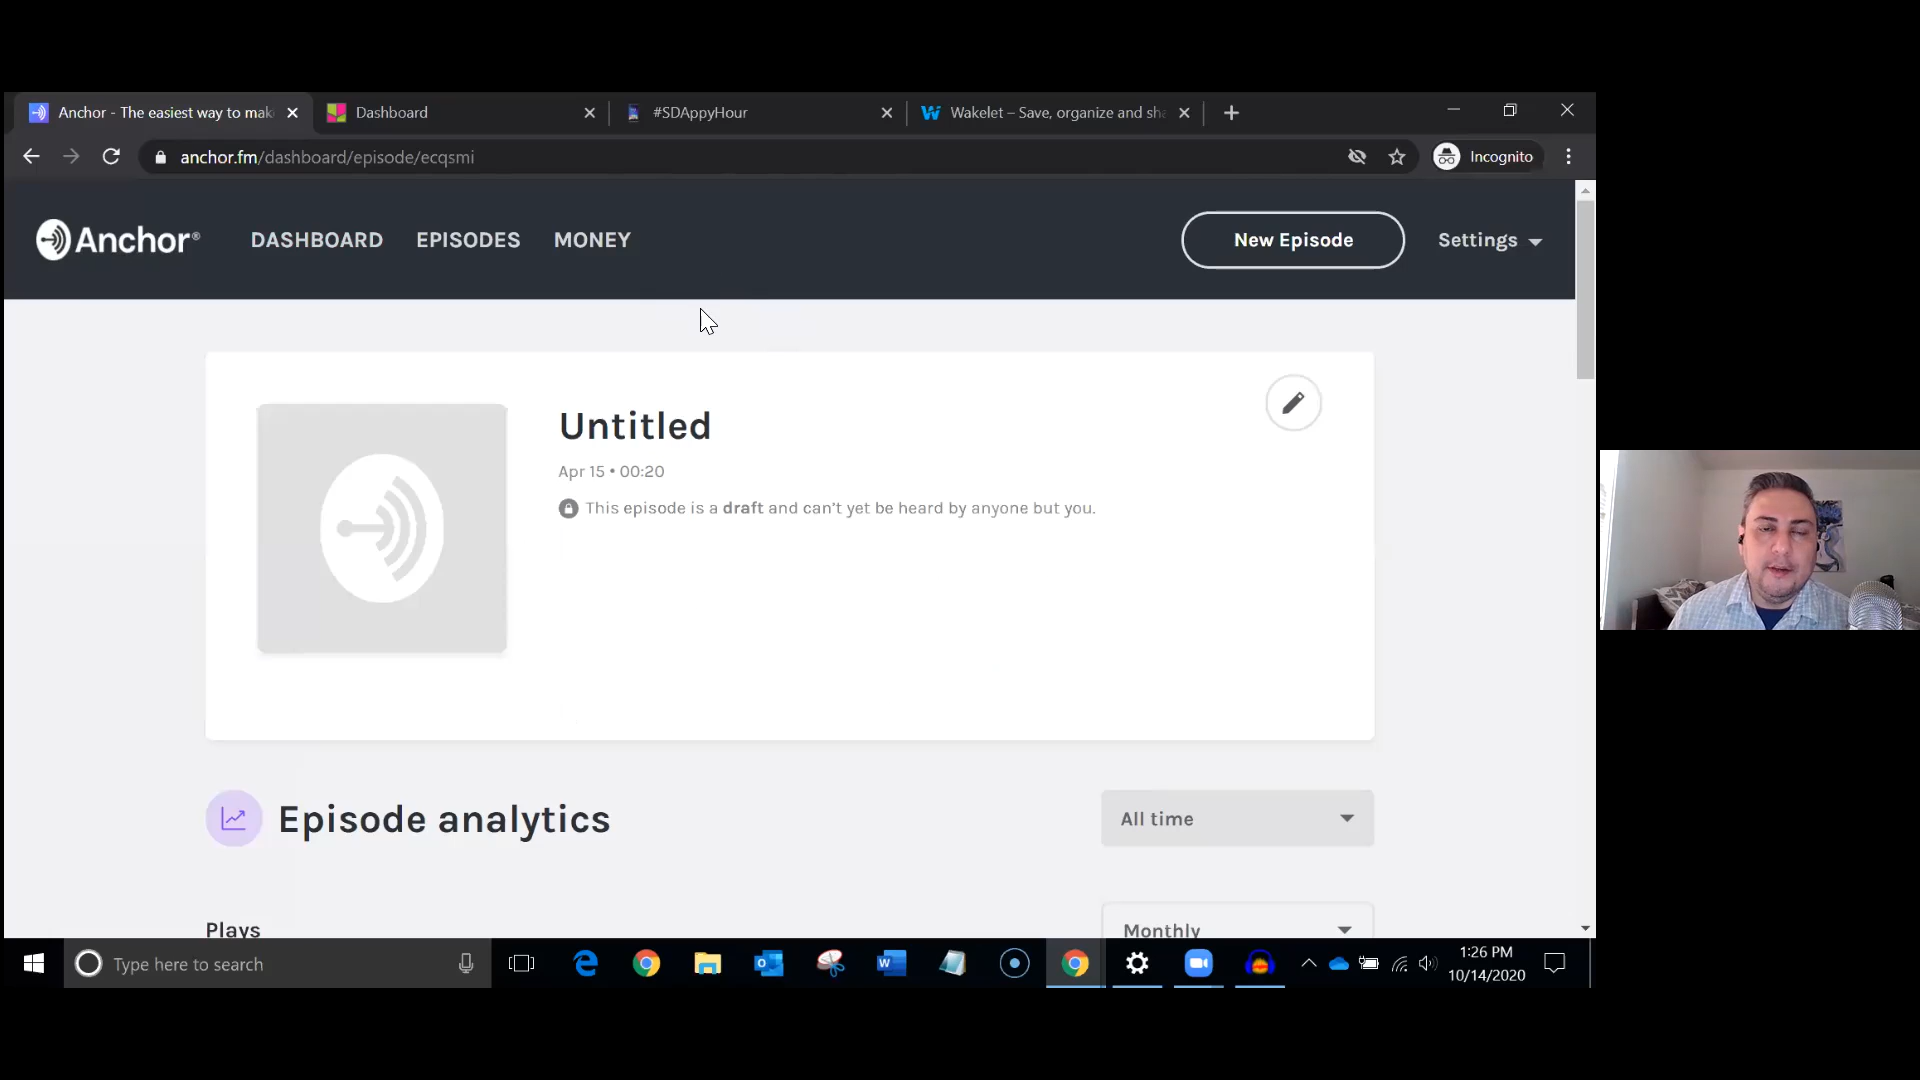 Anchor - The easiest way to mak
Dashboard
#SDAppyHour
Wakelet – Save, organize and sha
anchor.fm/dashboard/episode/ecqsmi
Incognito
Anchor®
DASHBOARD
EPISODES
MONEY
New Episode
Settings
Untitled
Apr 15 • 00:20
This episode is a draft and can't yet be heard by anyone but you.
Episode analytics
All time
Plays
Monthly
Type here to search
1:26 PM
10/14/2020